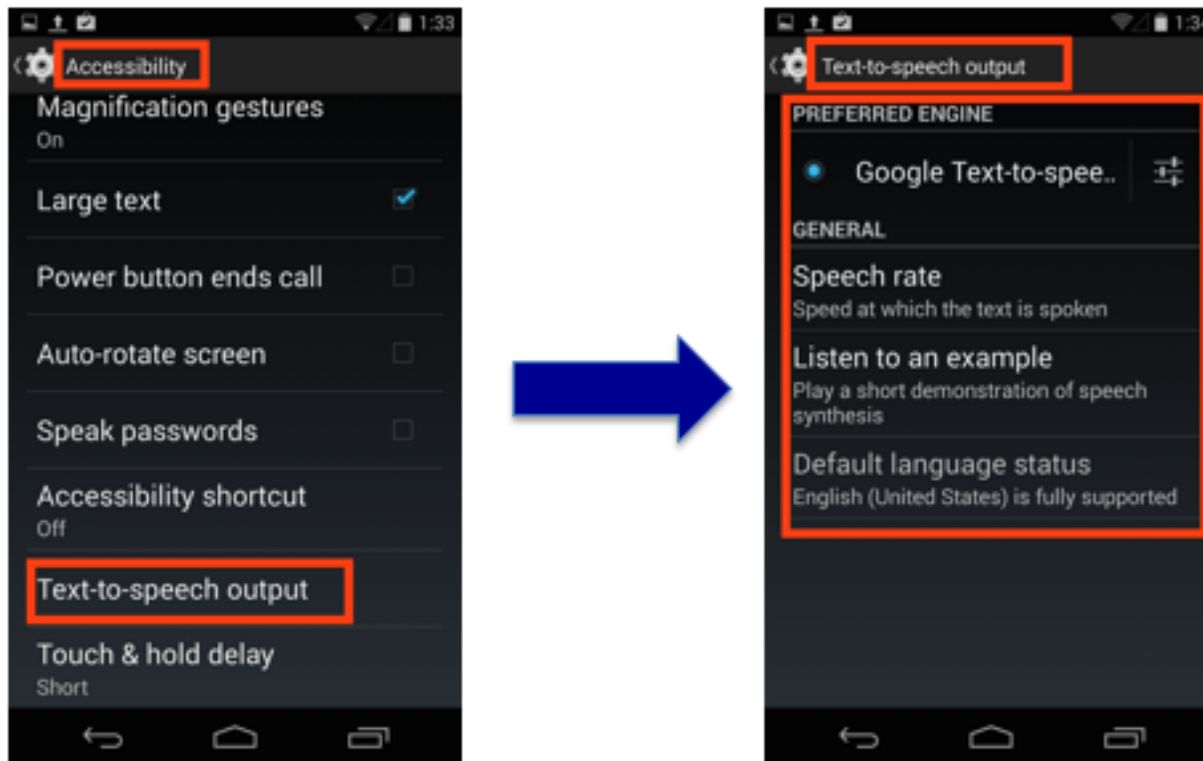 1:33
Accessibility
Magnification gestures
On
Large text
Power button ends call
Auto-rotate screen
Speak passwords
Accessibility shortcut
Off
Text-to-speech output
Touch & hold delay
Short
1:34
Text-to-speech output
PREFERRED ENGINE
Google Text-to-spee..
GENERAL
Speech rate
Speed at which the text is spoken
Listen to an example
Play a short demonstration of speech
synthesis
Default language status
English (United States) is fully supported